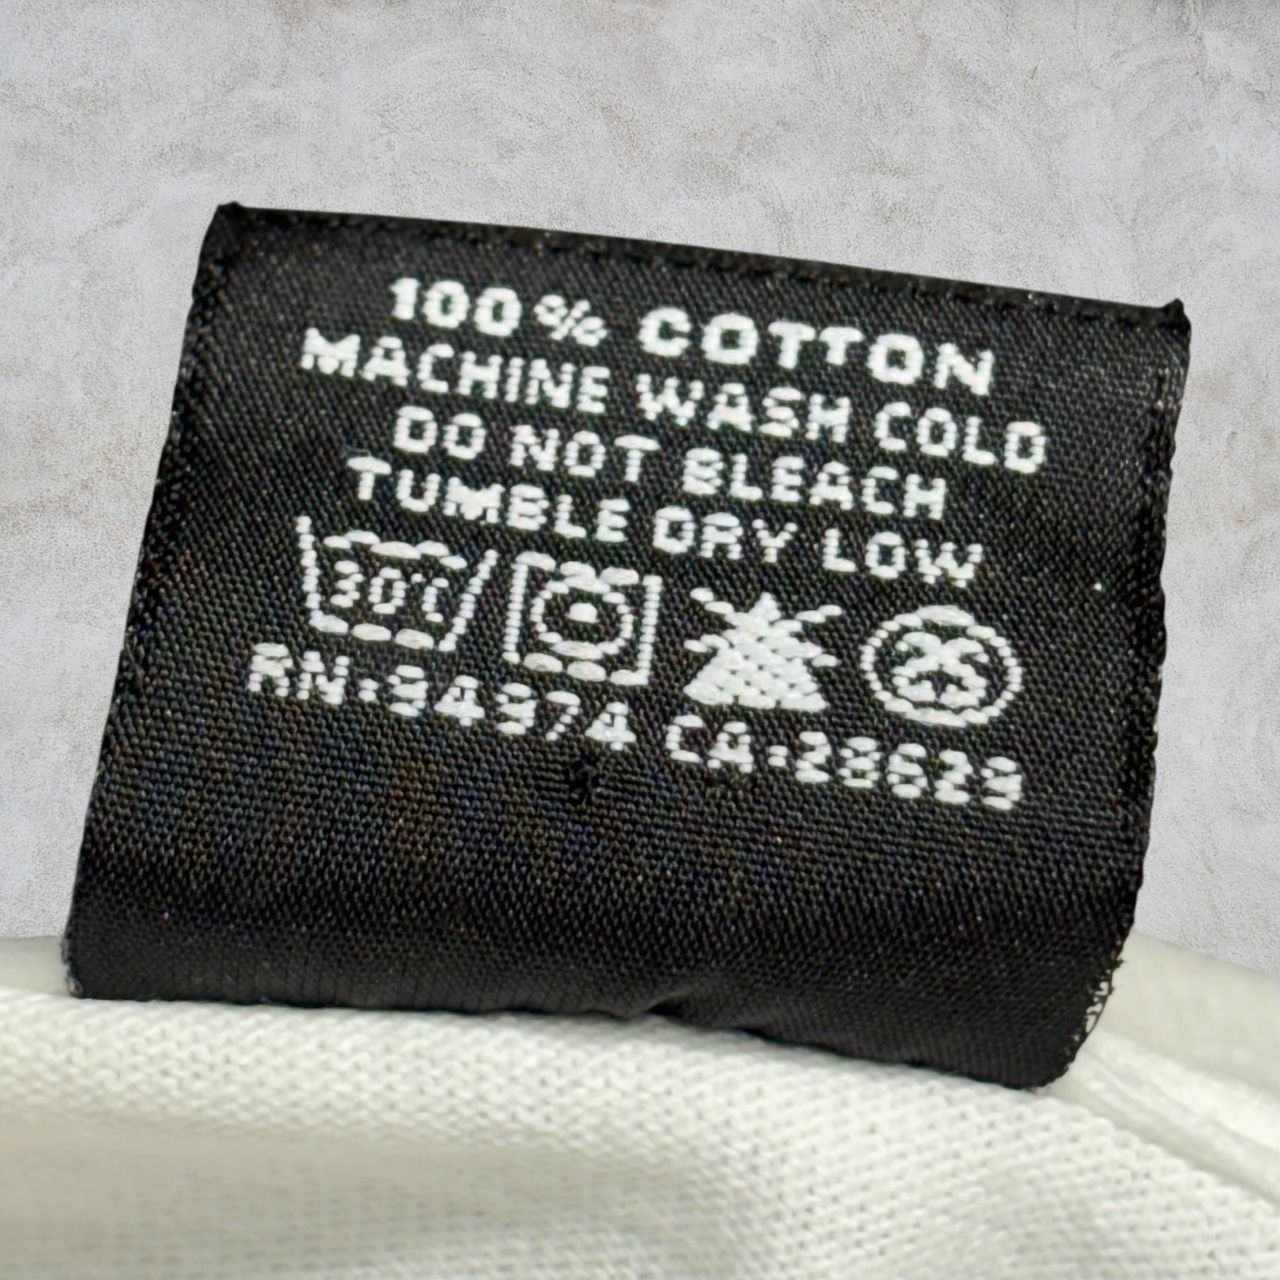 100% COTTON
MACHINE WASH COLD
DO NOT BLEACH
TUMBLE DRY LOW
30°C
RN:94974 CA:28629